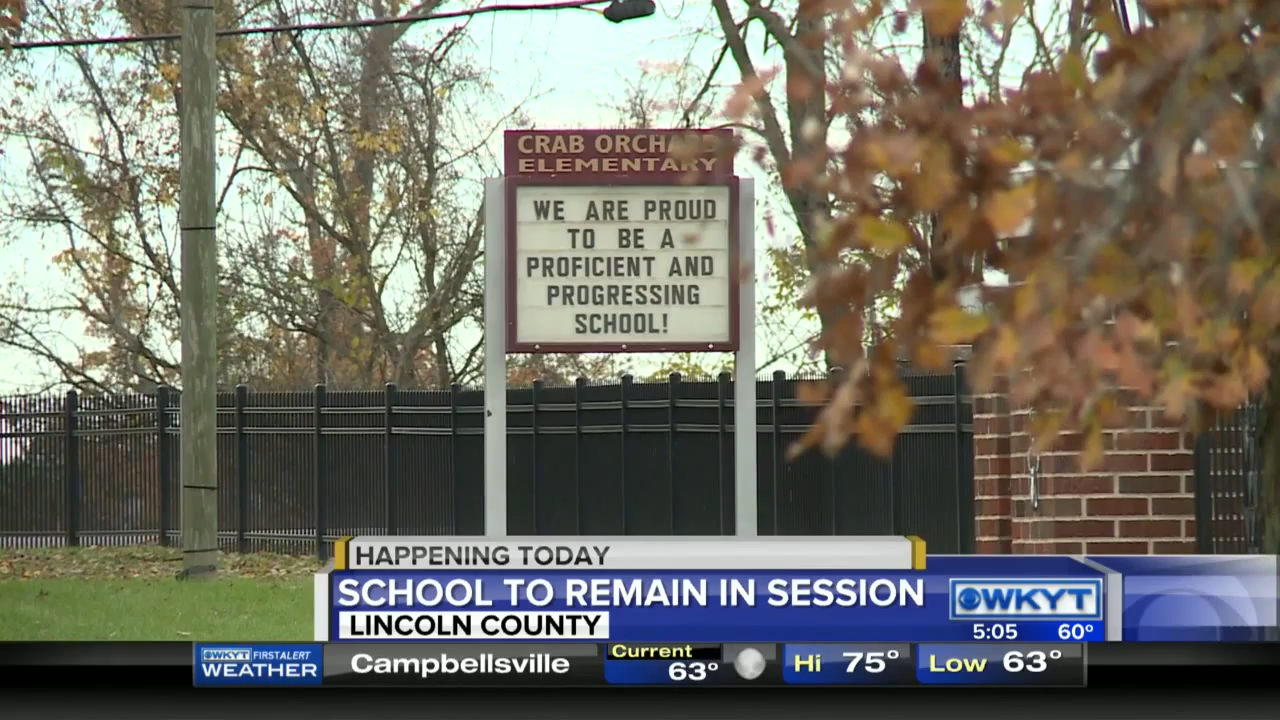 CRAB ORCHARD
ELEMENTARY
WE ARE PROUD
TO BE A
PROFICIENT AND
PROGRESSING
SCHOOL!
HAPPENING TODAY
SCHOOL TO REMAIN IN SESSION
LINCOLN COUNTY
WKYT
5:05 60°
WKYT FIRSTALERT
WEATHER
Campbellsville
Current
63°
Hi 75°
Low 63°